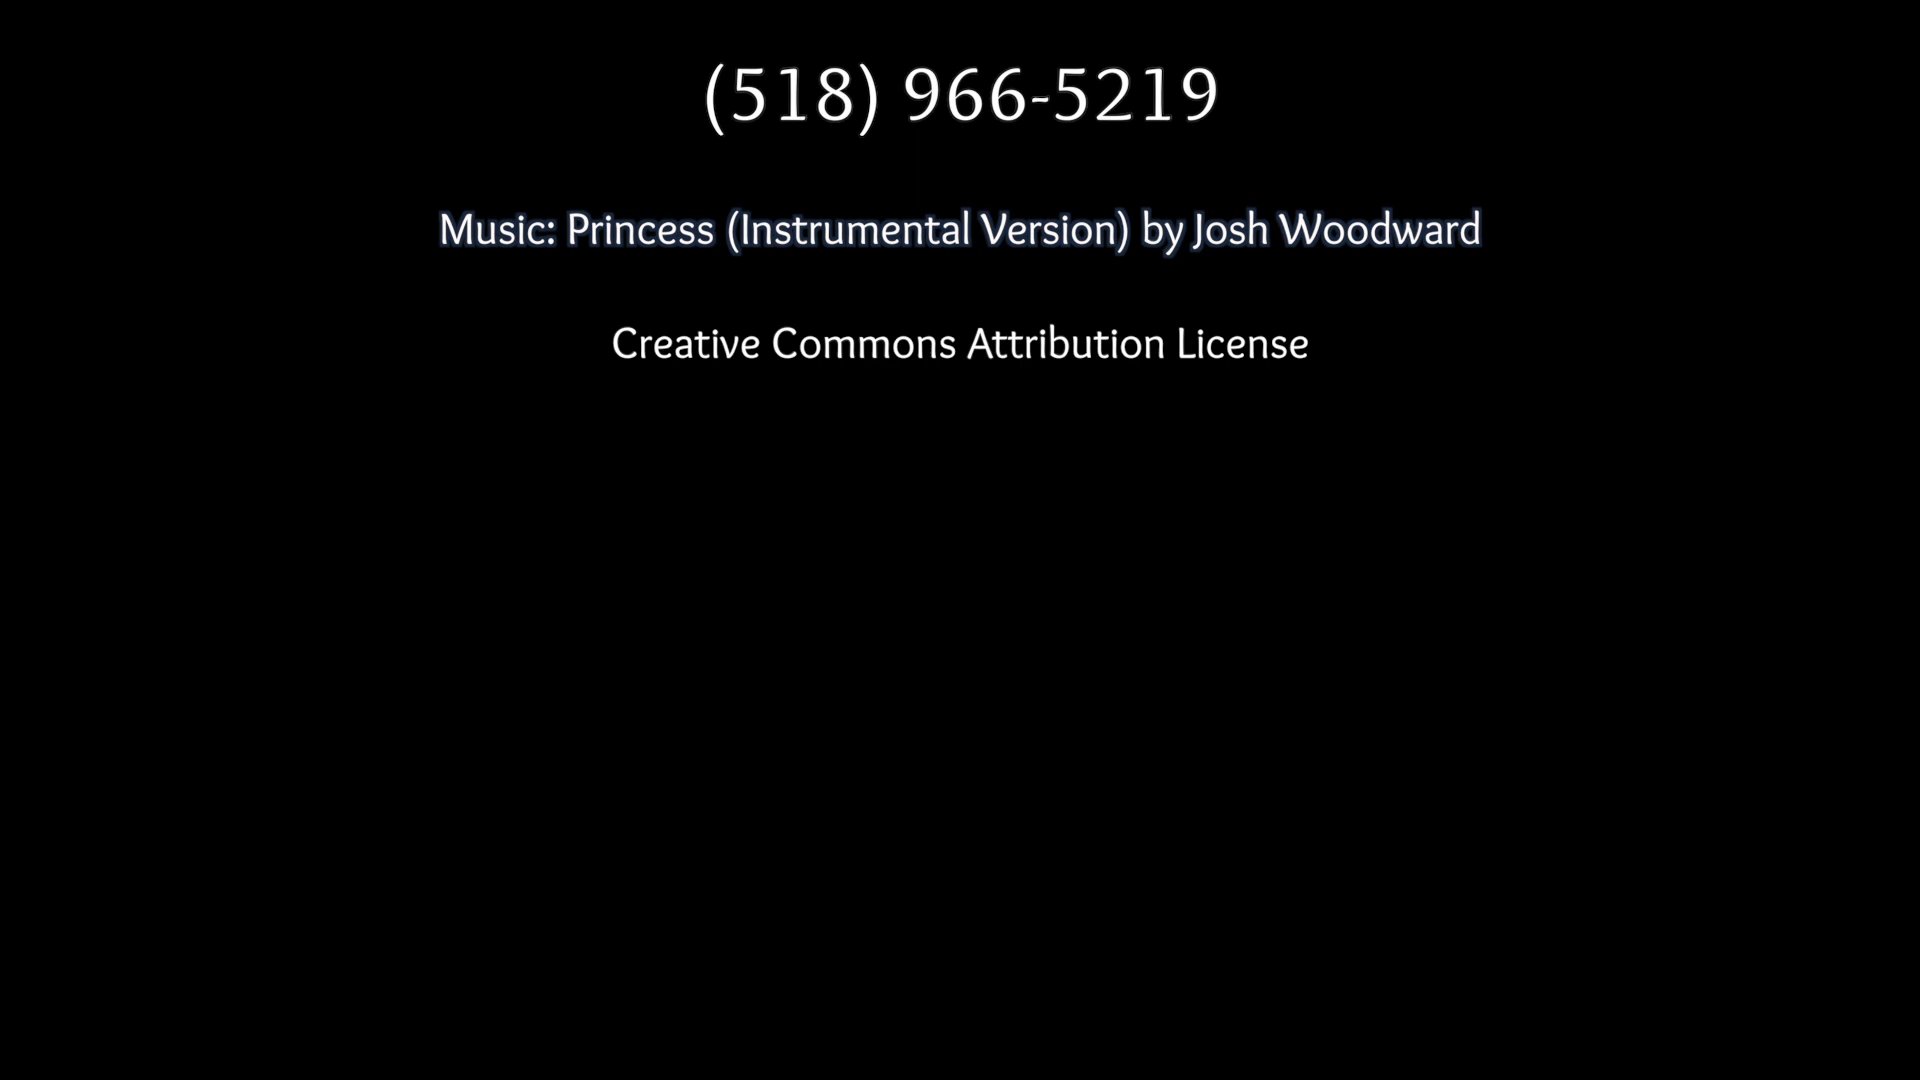 (518) 966-5219
Music: Princess (Instrumental Version) by Josh Woodward
Creative Commons Attribution License